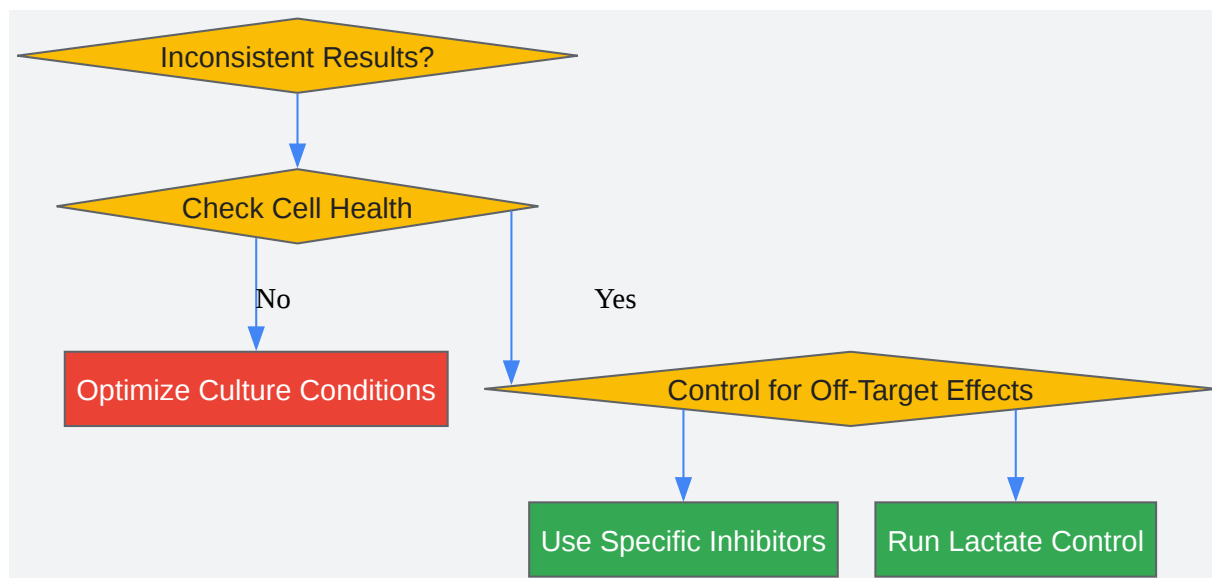 Inconsistent Results?
Check Cell Health
No
Yes
Optimize Culture Conditions
Control for Off-Target Effects
Use Specific Inhibitors
Run Lactate Control